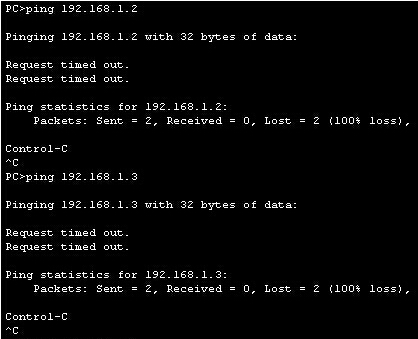 PC>ping 192.168.1.2
Pinging 192.168.1.2 with 32 bytes of data:
Request timed out.
Request timed out.
Ping statistics for 192.168.1.2:
    Packets: Sent = 2, Received = 0, Lost = 2 (100% loss),
Control-C
^C
PC>ping 192.168.1.3
Pinging 192.168.1.3 with 32 bytes of data:
Request timed out.
Request timed out.
Ping statistics for 192.168.1.3:
    Packets: Sent = 2, Received = 0, Lost = 2 (100% loss),
Control-C
^C